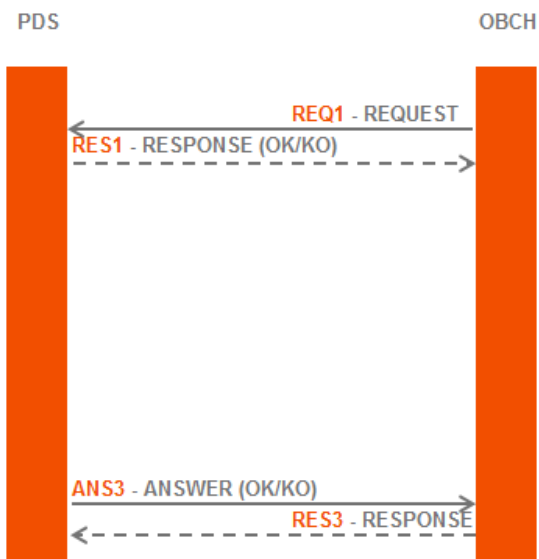 PDS
OBCH
REQ1 - REQUEST
RES1 - RESPONSE (OK/KO)
ANS3 - ANSWER (OK/KO)
RES3 - RESPONSE